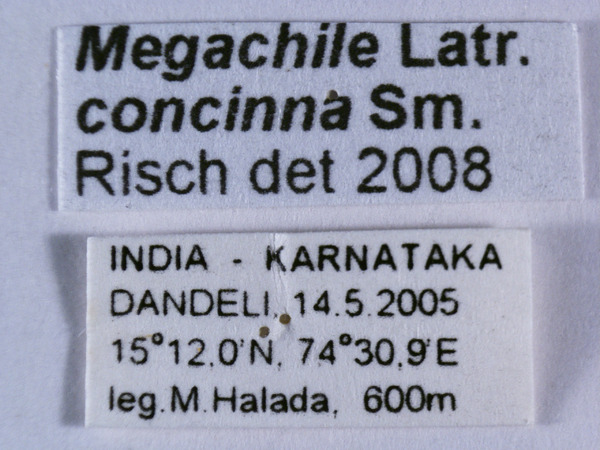 Megachile Latr.
concinna Sm.
Risch det 2008
INDIA - KARNATAKA
DANDELI, 14.5.2005
15°12.0'N, 74°30.9'E
leg.M.Halada, 600m